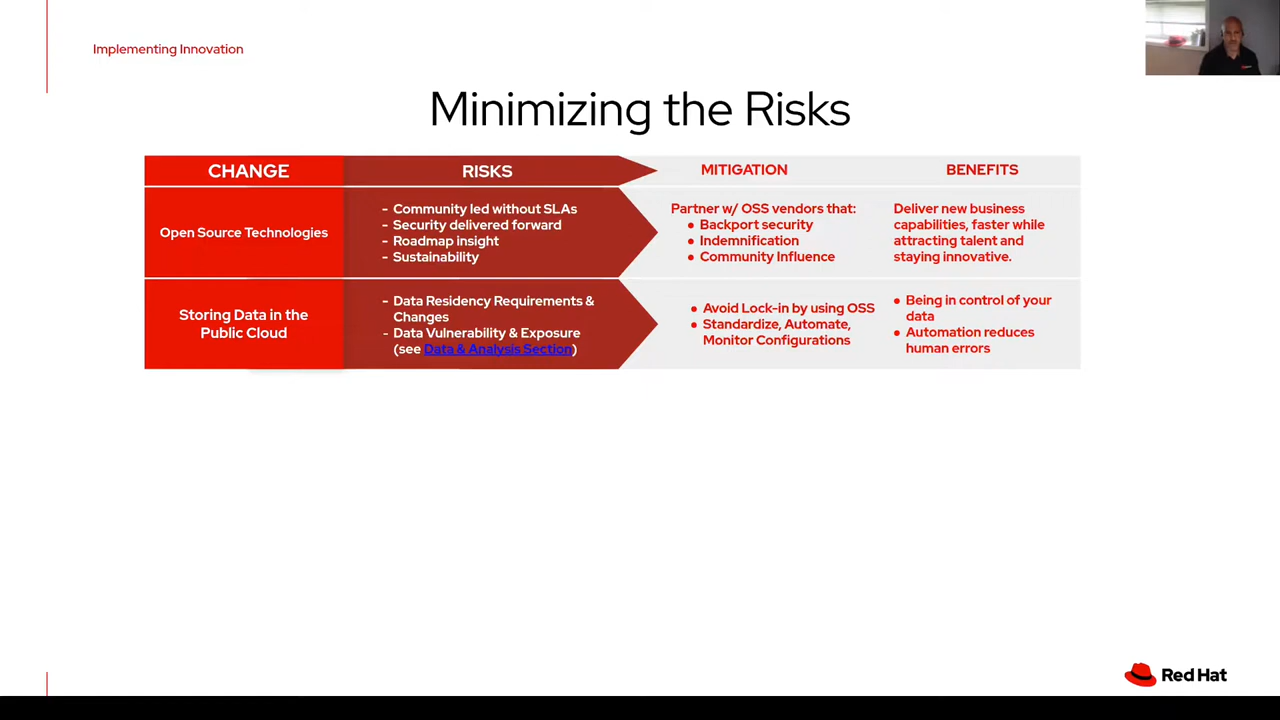 Implementing Innovation
Minimizing the Risks
CHANGE
RISKS
MITIGATION
BENEFITS
Open Source Technologies
- Community led without SLAs
- Security delivered forward
- Roadmap insight
- Sustainability
Partner w/ OSS vendors that:
● Backport security
● Indemnification
● Community Influence
Deliver new business
capabilities, faster while
attracting talent and
staying innovative.
Storing Data in the
Public Cloud
- Data Residency Requirements &
Changes
- Data Vulnerability & Exposure
(see Data & Analysis Section)
● Avoid Lock-in by using OSS
● Standardize, Automate,
Monitor Configurations
● Being in control of your
data
● Automation reduces
human errors
Red Hat